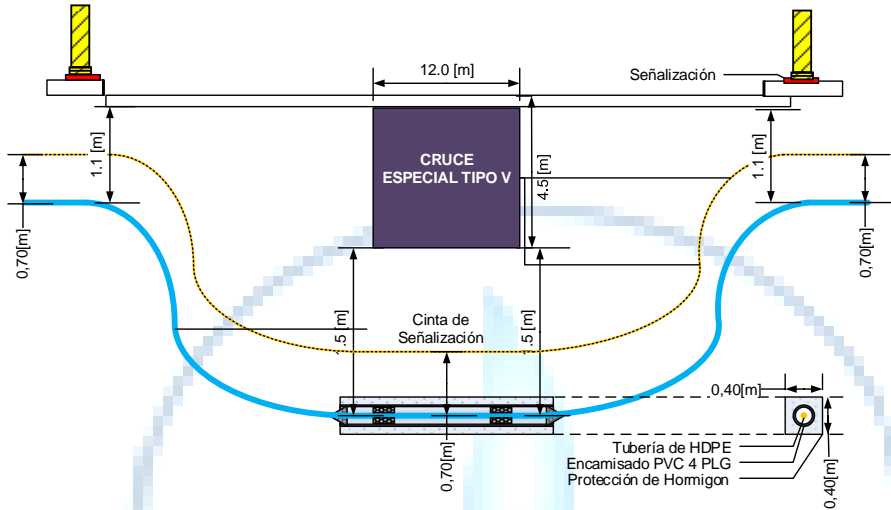 12.0 [m]
Señalización
CRUCE
ESPECIAL TIPO V
1.1 [m]
4.5 [m]
1.1 [m]
0,70[m]
0,70[m]
Cinta de
Señalización
.5 [m]
.5 [m]
0,70[m]
0,40[m]
Tubería de HDPE
Encamisado PVC 4 PLG
Protección de Hormigon
0,40[m]